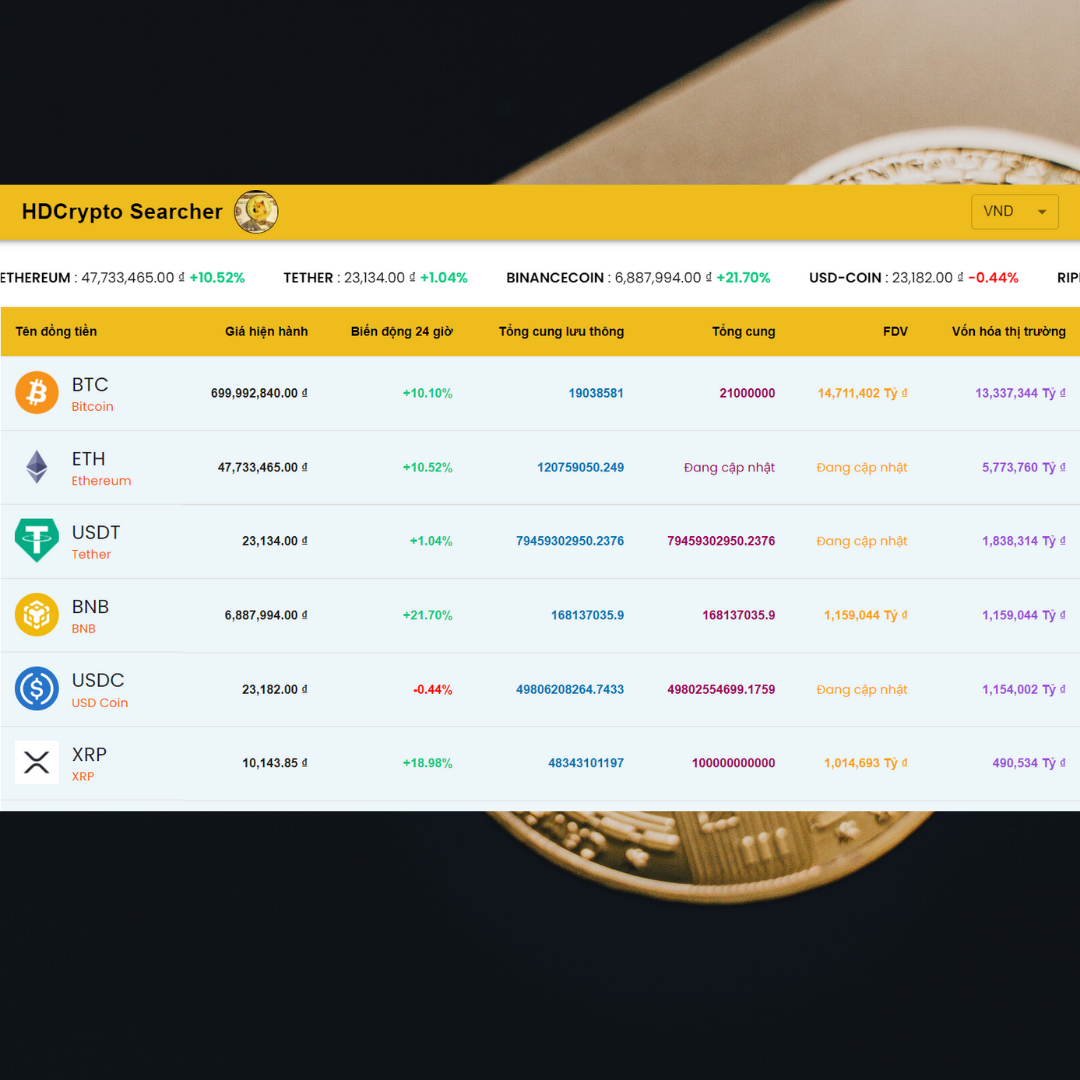 HDCrypto Searcher VND
ETHEREUM : 47,733,465.00 ₫ +10.52% TETHER : 23,134.00 ₫ +1.04% BINANCECOIN : 6,887,994.00 ₫ +21.70% USD-COIN : 23,182.00 ₫ -0.44%
Tên đồng tiền Giá hiện hành Biến động 24 giờ Tổng cung lưu thông Tổng cung FDV Vốn hóa thị trường
BTC
Bitcoin
699,992,840.00 ₫ +10.10% 19038581 21000000 14,711,402 Tỷ ₫ 13,337,344 Tỷ ₫
ETH
Ethereum
47,733,465.00 ₫ +10.52% 120759050.249 Đang cập nhật Đang cập nhật 5,773,760 Tỷ ₫
USDT
Tether
23,134.00 ₫ +1.04% 79459302950.2376 79459302950.2376 Đang cập nhật 1,838,314 Tỷ ₫
BNB
BNB
6,887,994.00 ₫ +21.70% 168137035.9 168137035.9 1,159,044 Tỷ ₫ 1,159,044 Tỷ ₫
USDC
USD Coin
23,182.00 ₫ -0.44% 49806208264.7433 49802554699.1759 Đang cập nhật 1,154,002 Tỷ ₫
XRP
XRP
10,143.85 ₫ +18.98% 48343101197 100000000000 1,014,693 Tỷ ₫ 490,534 Tỷ ₫